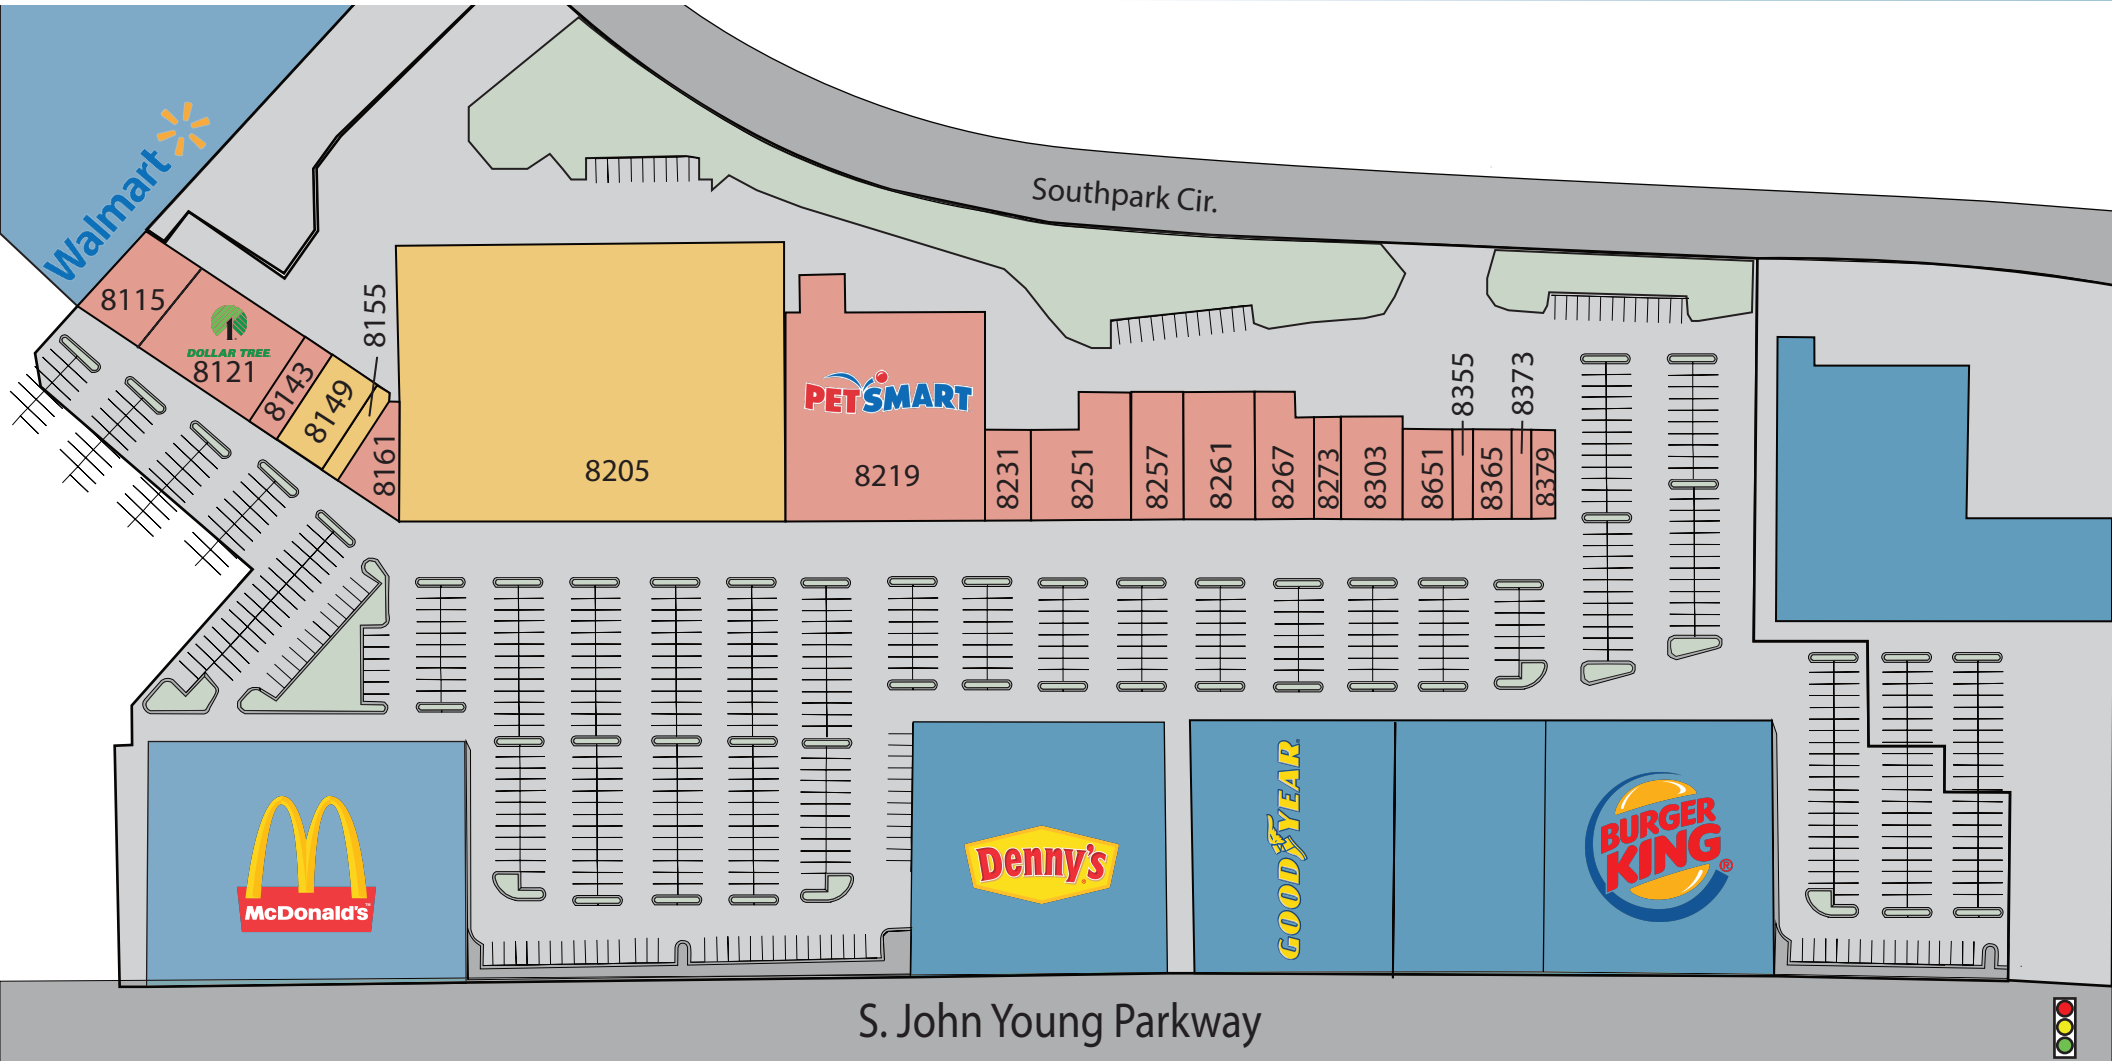 Southpark Cir.
Walmart
8115
DOLLAR TREE
8121
8143
8149
8155
8161
8205
PETSMART
8219
8231
8251
8257
8261
8267
8273
8303
8651
8355
8365
8373
8379
McDonald's
Denny's
GOODYEAR
BURGER
KING®
S. John Young Parkway